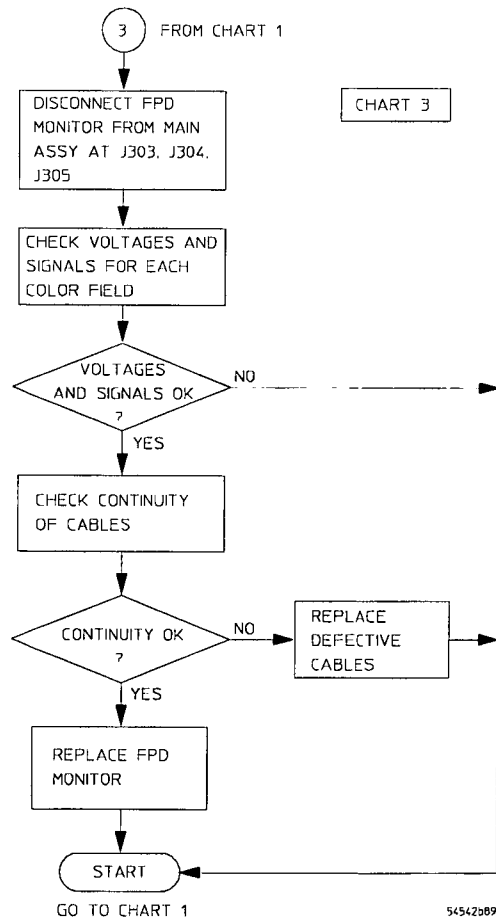 3 FROM CHART 1
CHART 3
DISCONNECT FPD
MONITOR FROM MAIN
ASSY AT J303, J304,
J305
CHECK VOLTAGES AND
SIGNALS FOR EACH
COLOR FIELD
VOLTAGES
AND SIGNALS OK
?
NO
YES
CHECK CONTINUITY
OF CABLES
CONTINUITY OK
?
NO
REPLACE
DEFECTIVE
CABLES
YES
REPLACE FPD
MONITOR
START
GO TO CHART 1
54542b89